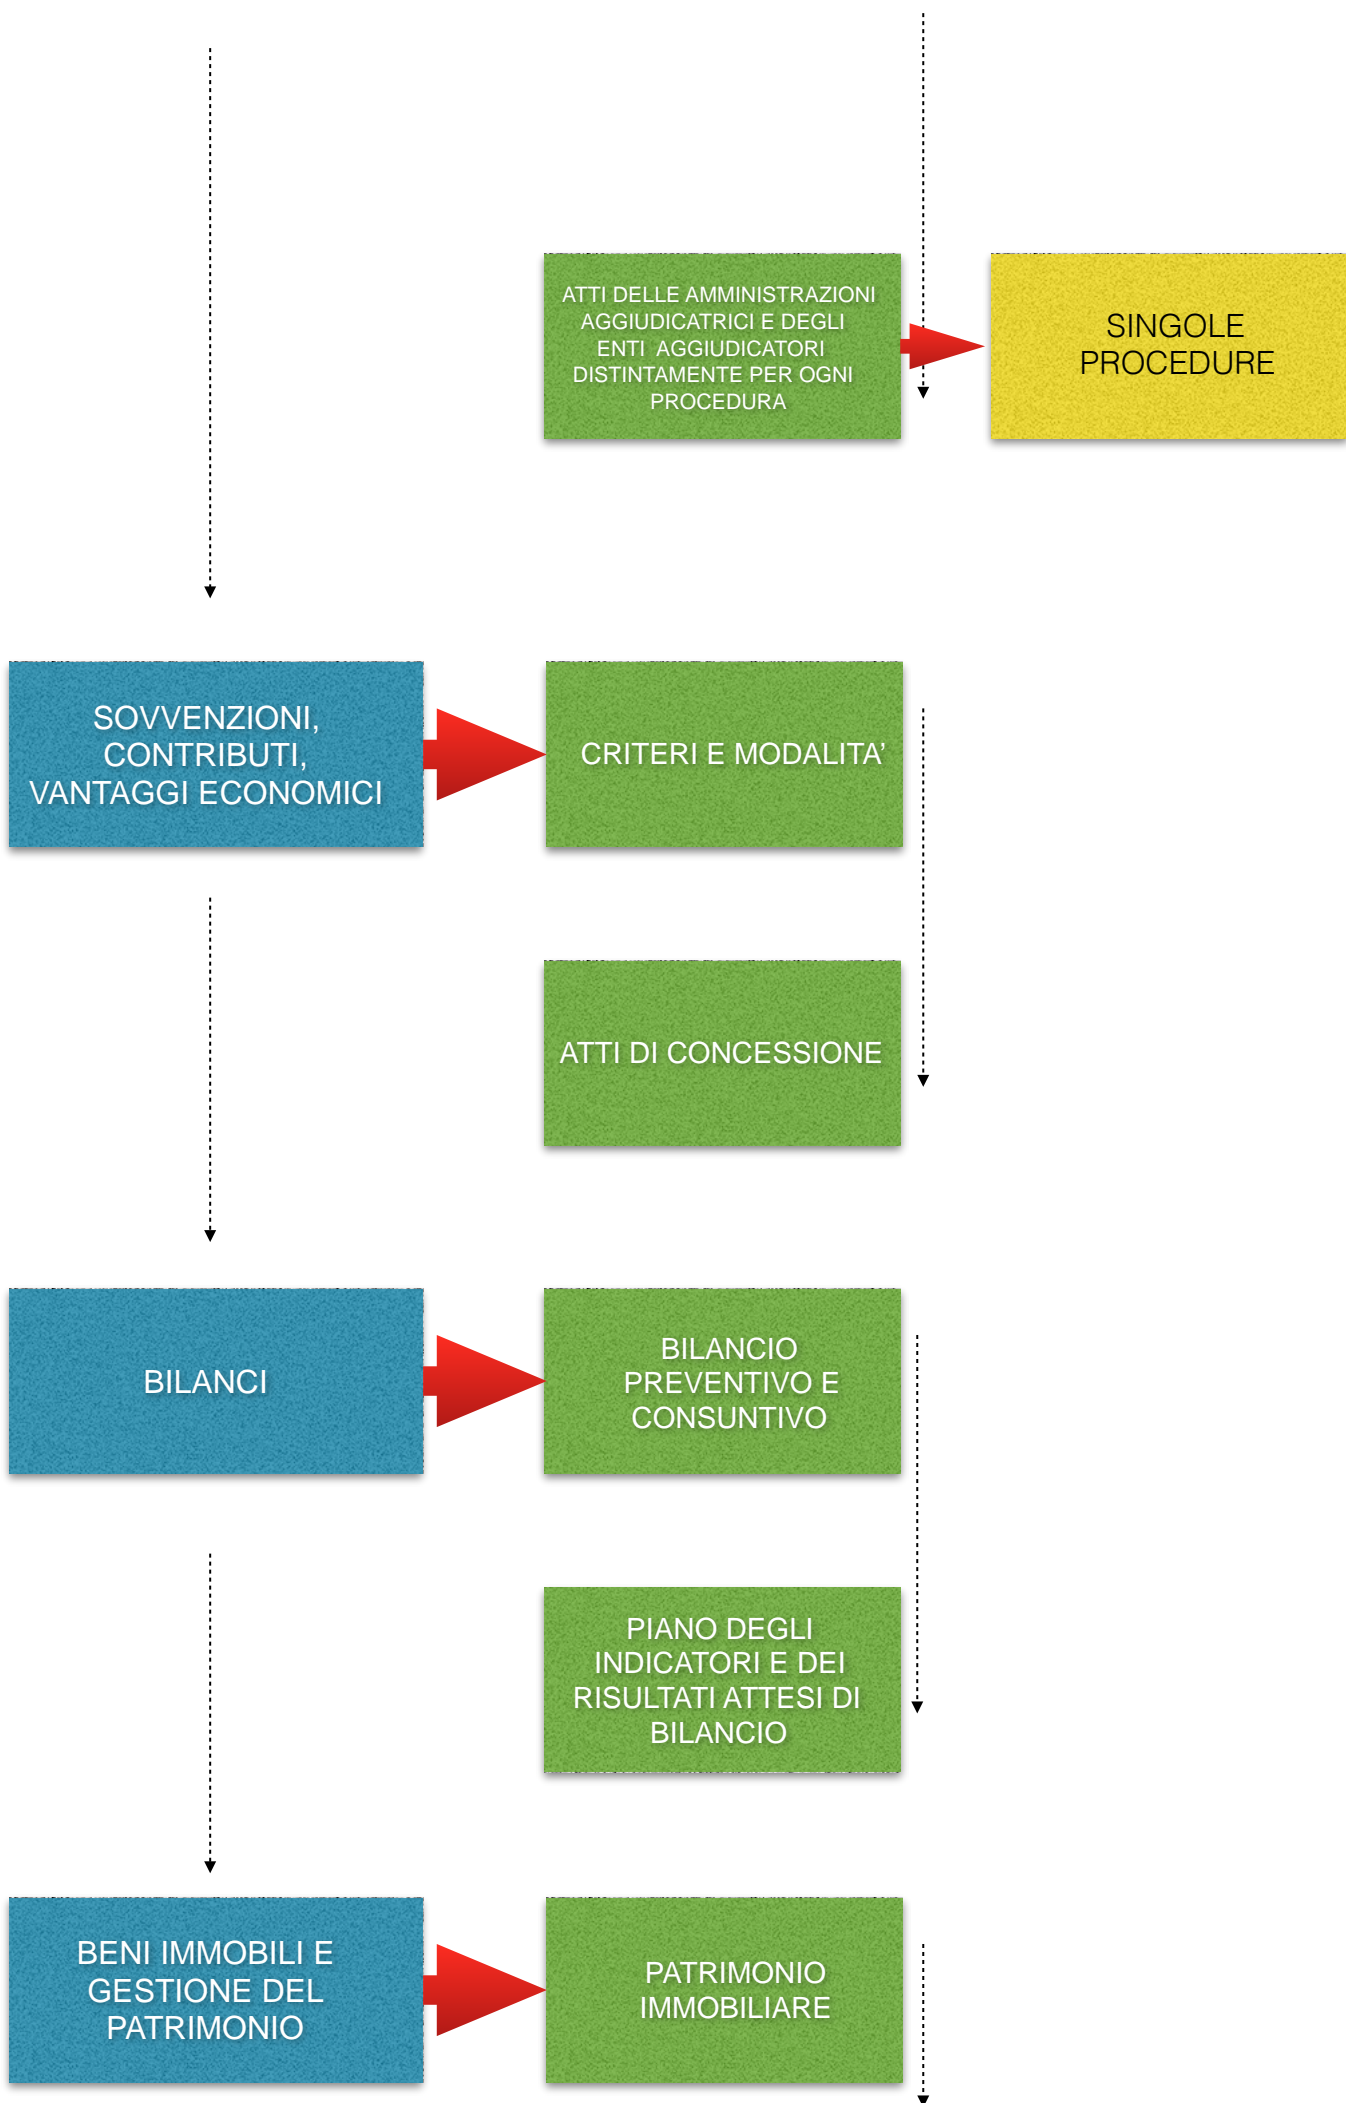 ATTI DELLE AMMINISTRAZIONI
AGGIUDICATRICI E DEGLI
ENTI  AGGIUDICATORI
DISTINTAMENTE PER OGNI
PROCEDURA
SINGOLE
PROCEDURE
SOVVENZIONI,
CONTRIBUTI,
VANTAGGI ECONOMICI
CRITERI E MODALITA’
ATTI DI CONCESSIONE
BILANCI
BILANCIO
PREVENTIVO E
CONSUNTIVO
PIANO DEGLI
INDICATORI E DEI
RISULTATI ATTESI DI
BILANCIO
BENI IMMOBILI E
GESTIONE DEL
PATRIMONIO
PATRIMONIO
IMMOBILIARE